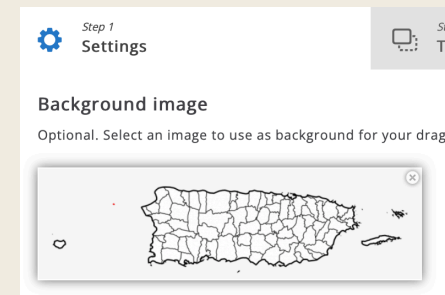 Step 1
Settings
Background image
Optional. Select an image to use as background for your drag